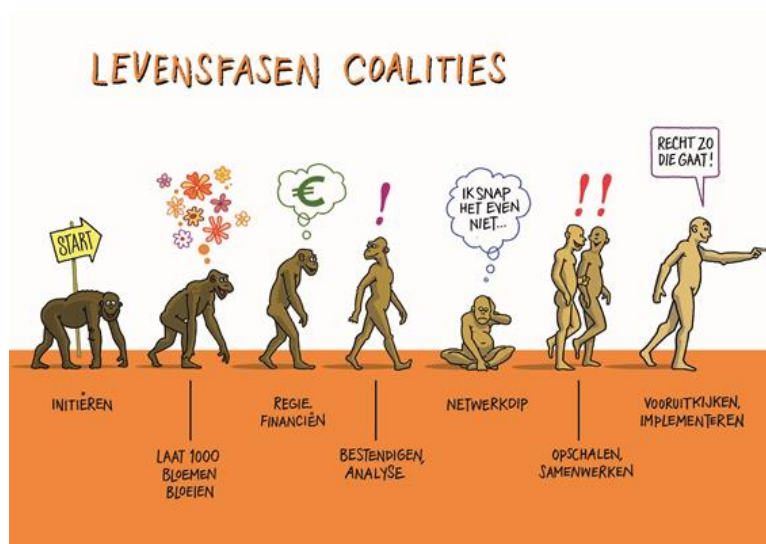 LEVENSFASEN COALITIES
START
€
!
IK SNAP
HET EVEN
NIET...
!!
RECHT ZO
DIE GAAT!
INITIËREN
LAAT 1000
BLOEMEN
BLOEIEN
REGIE,
FINANCIËN
BESTENDIGEN,
ANALYSE
NETWERKDIP
OPSCHALEN,
SAMENWERKEN
VOORUITKIJKEN,
IMPLEMENTEREN